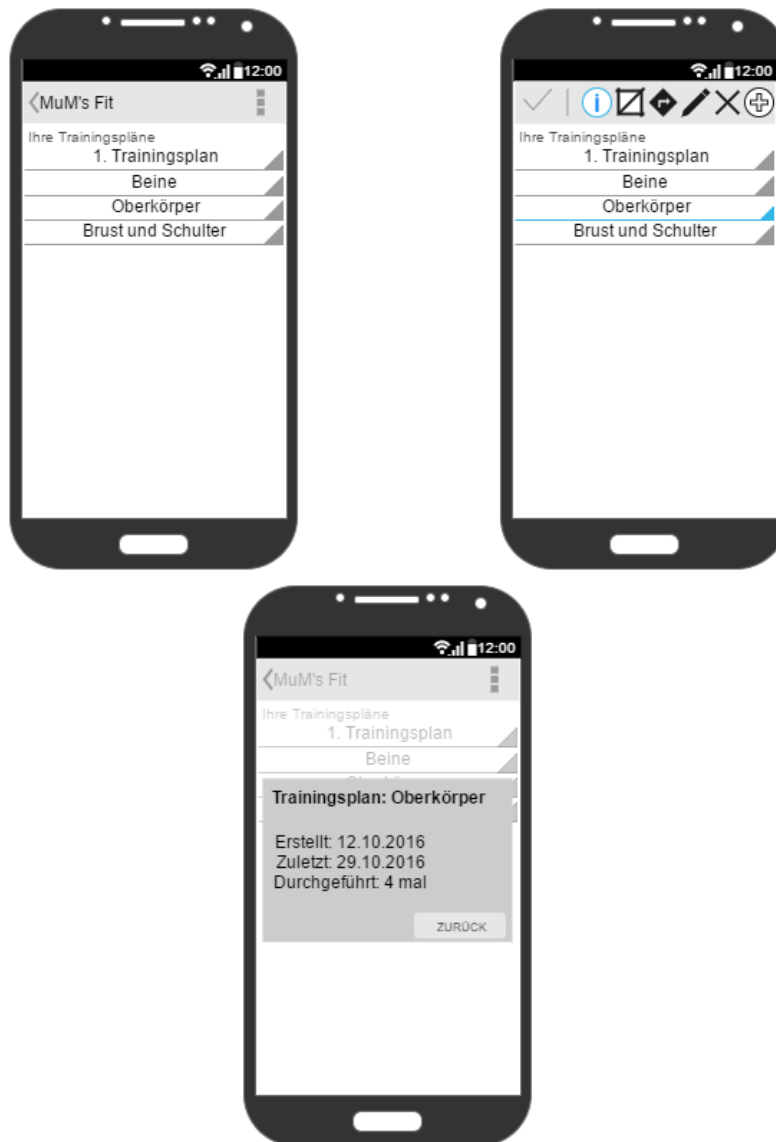 12:00
MuM's Fit
Ihre Trainingspläne
1. Trainingsplan
Beine
Oberkörper
Brust und Schulter
12:00
Ihre Trainingspläne
1. Trainingsplan
Beine
Oberkörper
Brust und Schulter
12:00
MuM's Fit
Ihre Trainingspläne
1. Trainingsplan
Beine
Trainingsplan: Oberkörper
Erstellt: 12.10.2016
Zuletzt: 29.10.2016
Durchgeführt: 4 mal
ZURÜCK